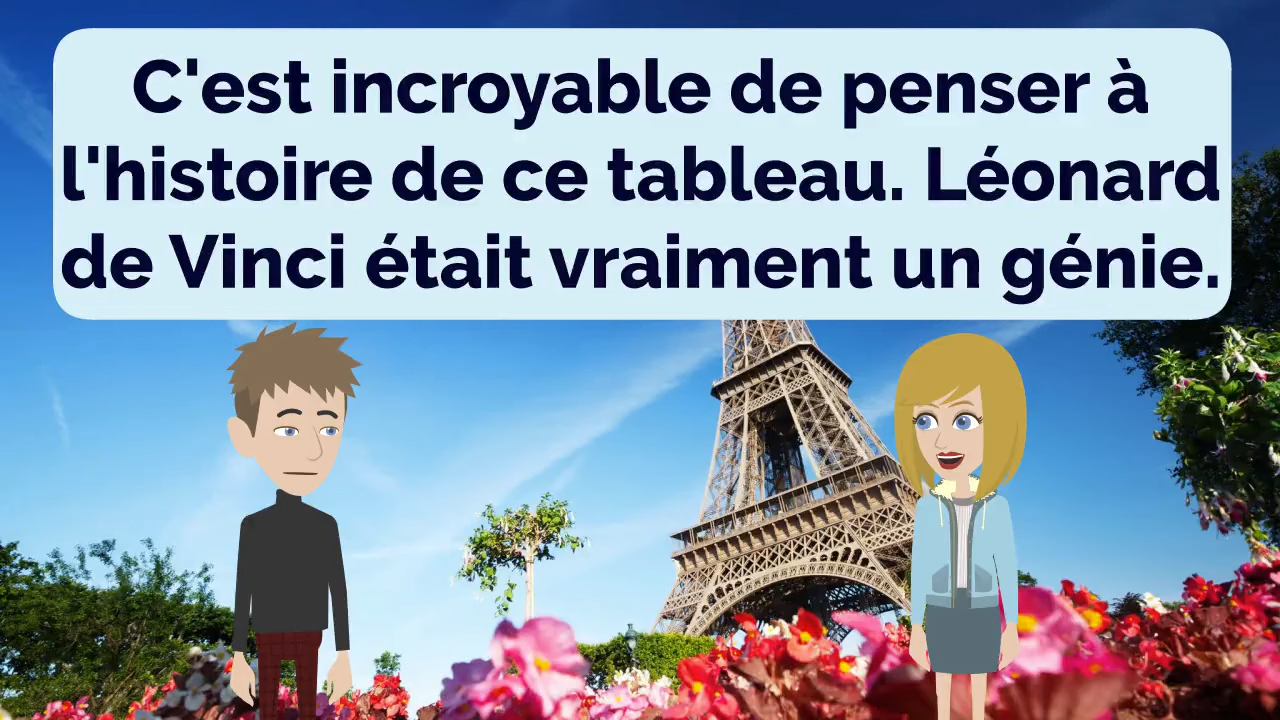 C'est incroyable de penser à
l'histoire de ce tableau. Léonard
de Vinci était vraiment un génie.